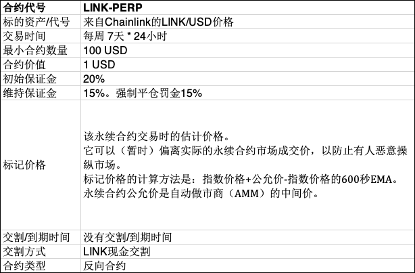 合约代号 LINK-PERP
标的资产/代号 来自Chainlink的LINK/USD价格
交易时间 每周 7天 * 24小时
最小合约数量 100 USD
合约价值 1 USD
初始保证金 20%
维持保证金 15%。强制平仓罚金15%
标记价格
该永续合约交易时的估计价格。
它可以（暂时）偏离实际的永续合约市场成交价，以防止有人恶意操
纵市场。
标记价格的计算方法是：指数价格+公允价-指数价格的600秒EMA。
永续合约公允价是自动做市商（AMM）的中间价。
交割/到期时间 没有交割/到期时间
交割方式 LINK现金交割
合约类型 反向合约